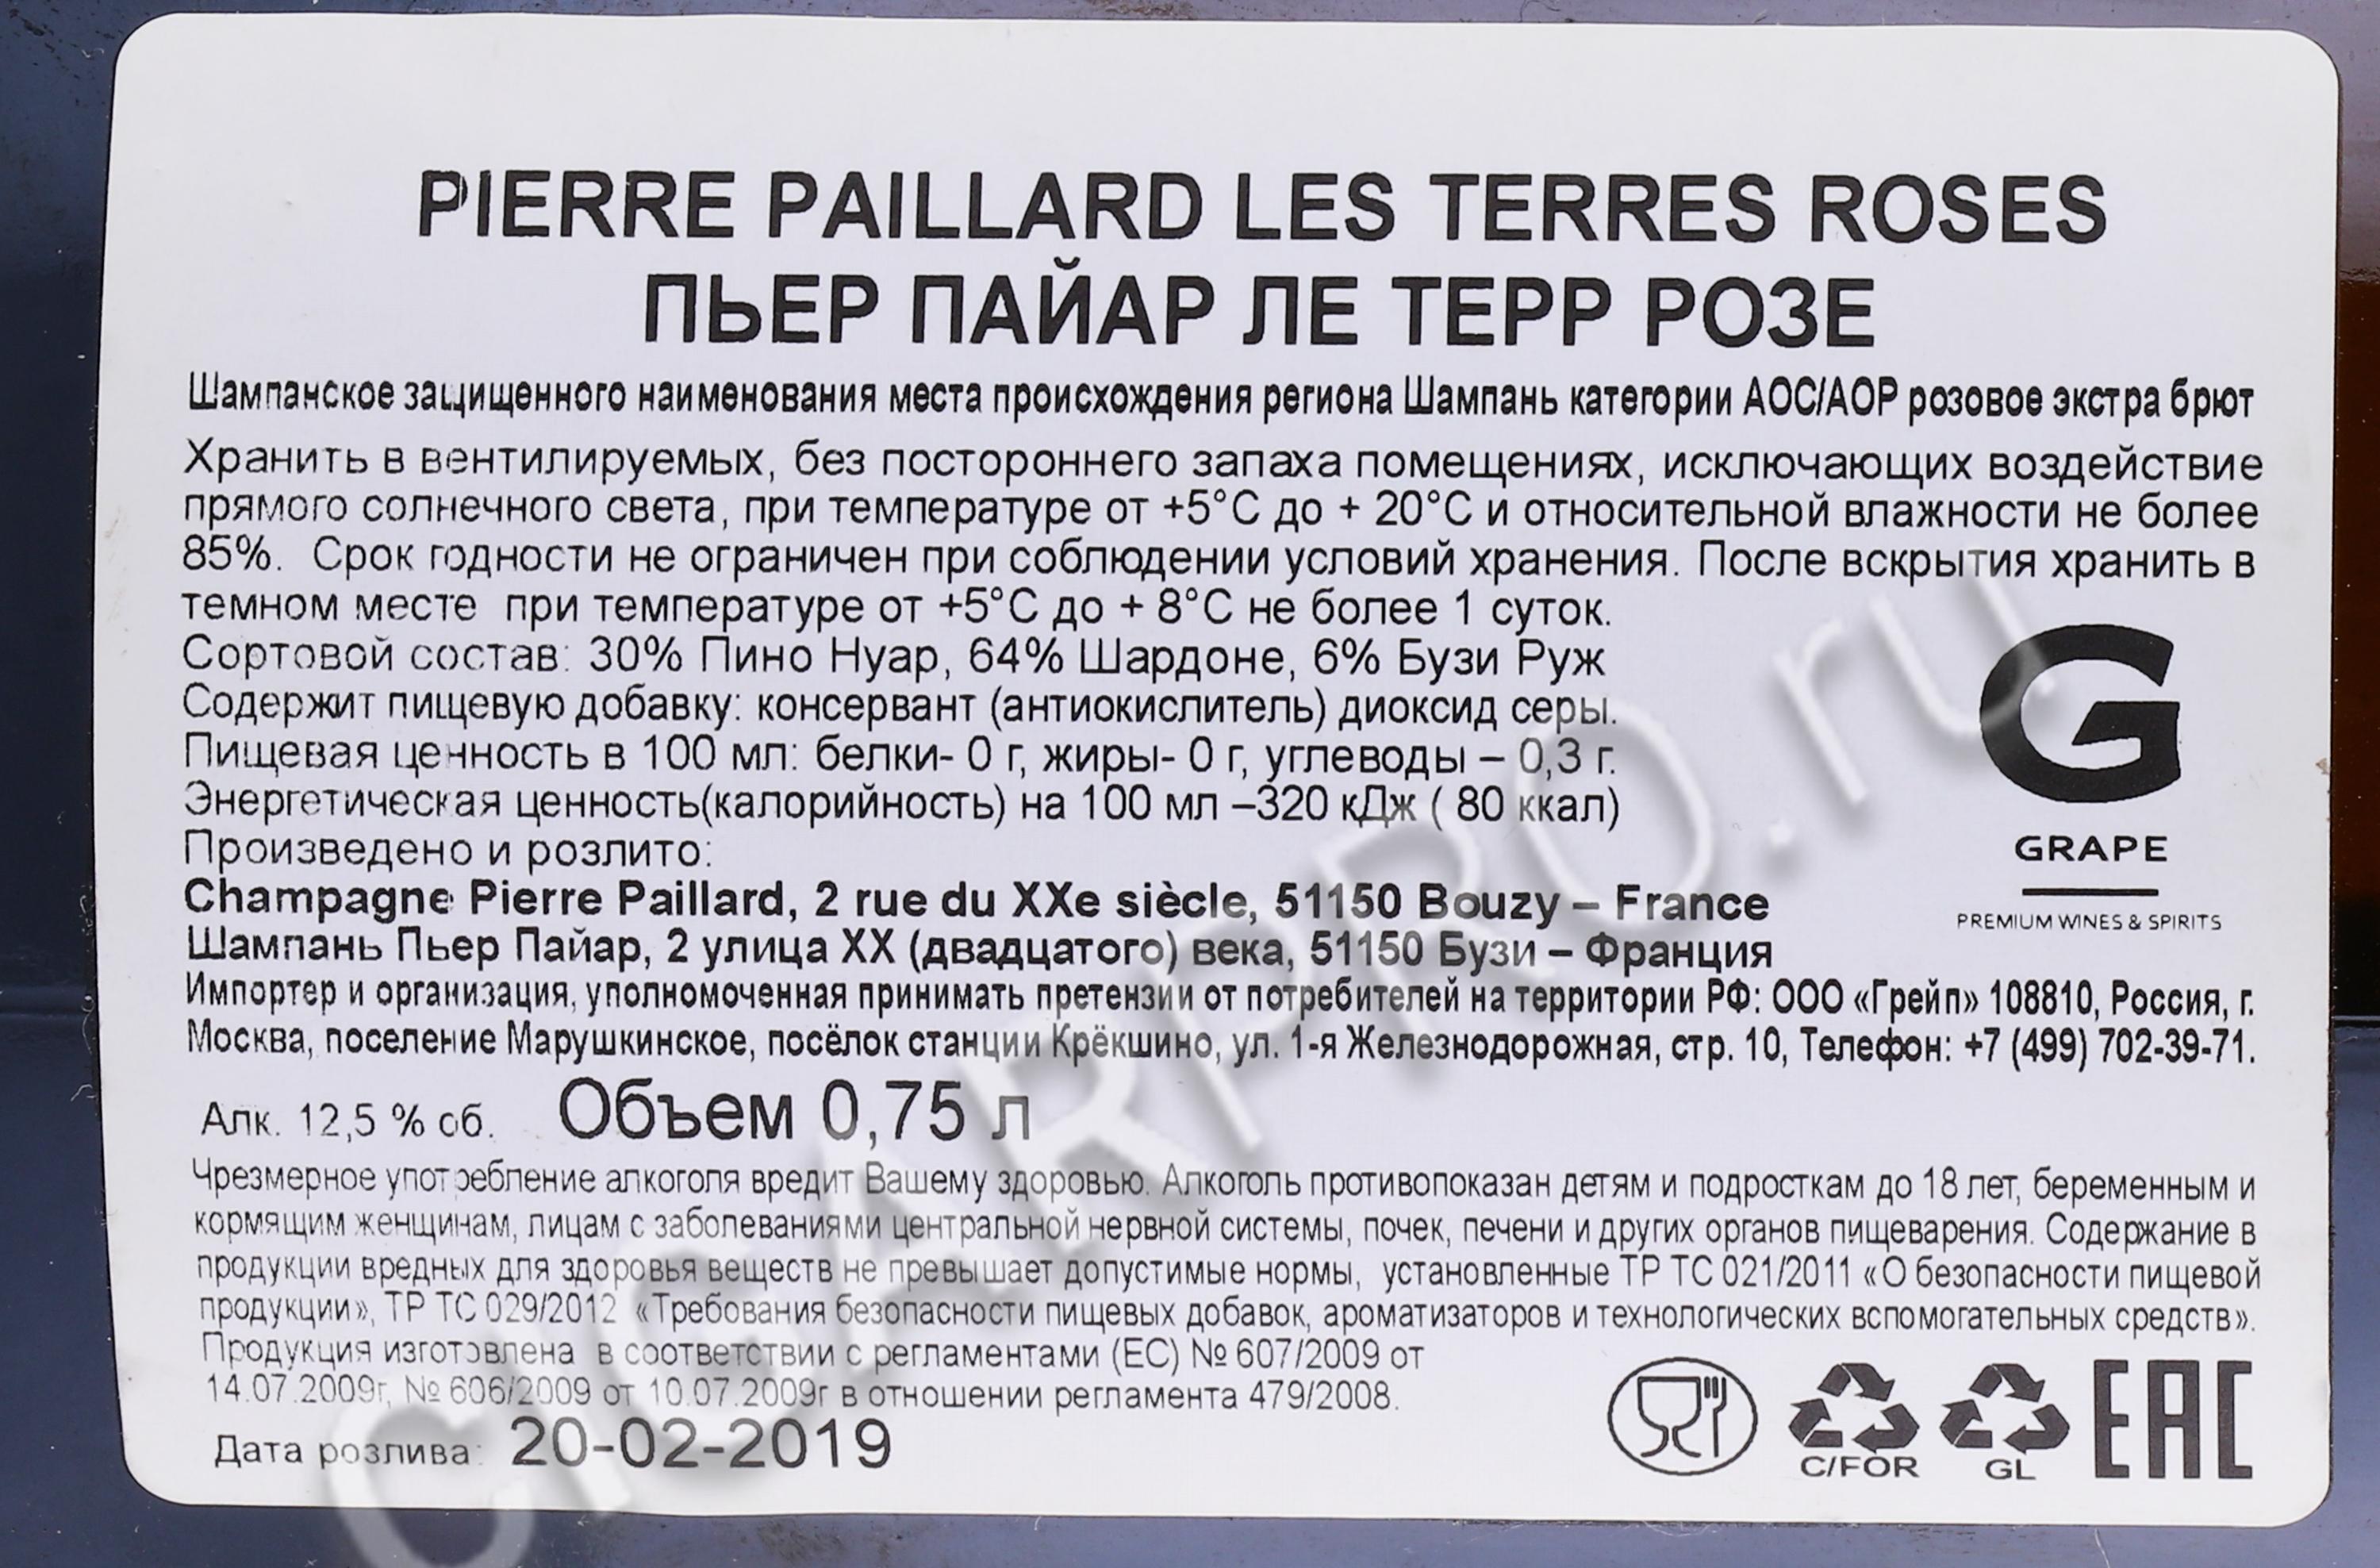 PIERRE PAILLARD LES TERRES ROSES
ПЬЕР ПАЙАР ЛЕ ТЕРР РОЗЕ
Шампанское защищенного наименования места происхождения региона Шампань категории AOC/AOP розовое экстра брют
Хранить в вентилируемых, без постороннего запаха помещениях, исключающих воздействие
прямого солнечного света, при температуре от +5°С до + 20°С и относительной влажности не более
85%. Срок годности не ограничен при соблюдении условий хранения. После вскрытия хранить в
темном месте при температуре от +5°С до + 8°С не более 1 суток.
Сортовой состав: 30% Пино Нуар, 64% Шардоне, 6% Бузи Руж
Содержит пищевую добавку: консервант (антиокислитель) диоксид серы.
Пищевая ценность в 100 мл: белки- 0 г, жиры- 0 г, углеводы – 0,3 г.
Энергетическая ценность(калорийность) на 100 мл –320 кДж ( 80 ккал)
Произведено и розлито:
Champagne Pierre Paillard, 2 rue du XXe siècle, 51150 Bouzy – France
Шампань Пьер Пайар, 2 улица XX (двадцатого) века, 51150 Бузи – Франция
Импортер и организация, уполномоченная принимать претензии от потребителей на территории РФ: ООО «Грейп» 108810, Россия, г.
Москва, поселение Марушкинское, посёлок станции Крёкшино, ул. 1-я Железнодорожная, стр. 10, Телефон: +7 (499) 702-39-71.
G
GRAPE
PREMIUM WINES & SPIRITS
Алк. 12,5 % об. Объем 0,75 л
Чрезмерное употребление алкоголя вредит Вашему здоровью. Алкоголь противопоказан детям и подросткам до 18 лет, беременным и
кормящим женщинам, лицам с заболеваниями центральной нервной системы, почек, печени и других органов пищеварения. Содержание в
продукции вредных для здоровья веществ не превышает допустимые нормы, установленные ТР ТС 021/2011 «О безопасности пищевой
продукции», ТР ТС 029/2012 «Требования безопасности пищевых добавок, ароматизаторов и технологических вспомогательных средств».
Продукция изготовлена в соответствии с регламентами (ЕС) № 607/2009 от
14.07.2009г, № 606/2009 от 10.07.2009г в отношении регламента 479/2008.
Дата розлива: 20-02-2019
C/FOR
GL
EAC
CIGARPRO.ru